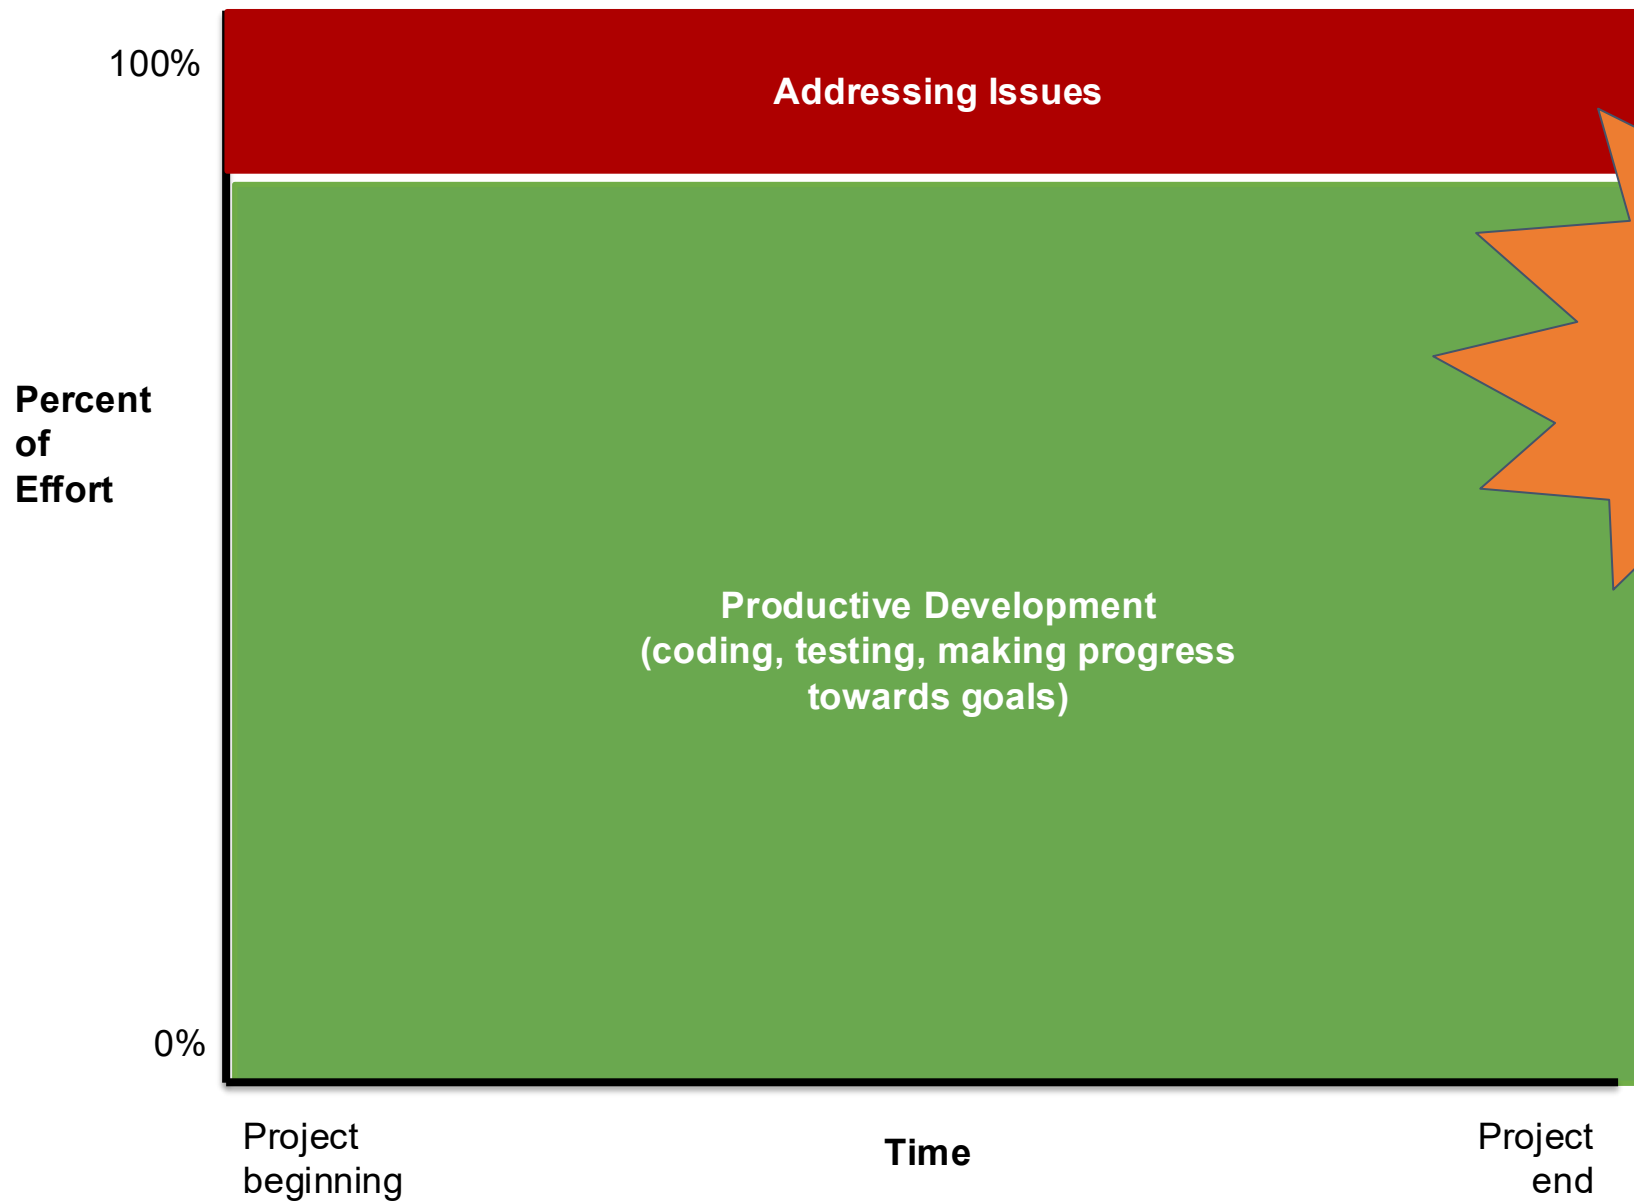 100%
Addressing Issues
Percent
of
Effort
Productive Development
(coding, testing, making progress
towards goals)
0%
Project
beginning
Time
Project
end